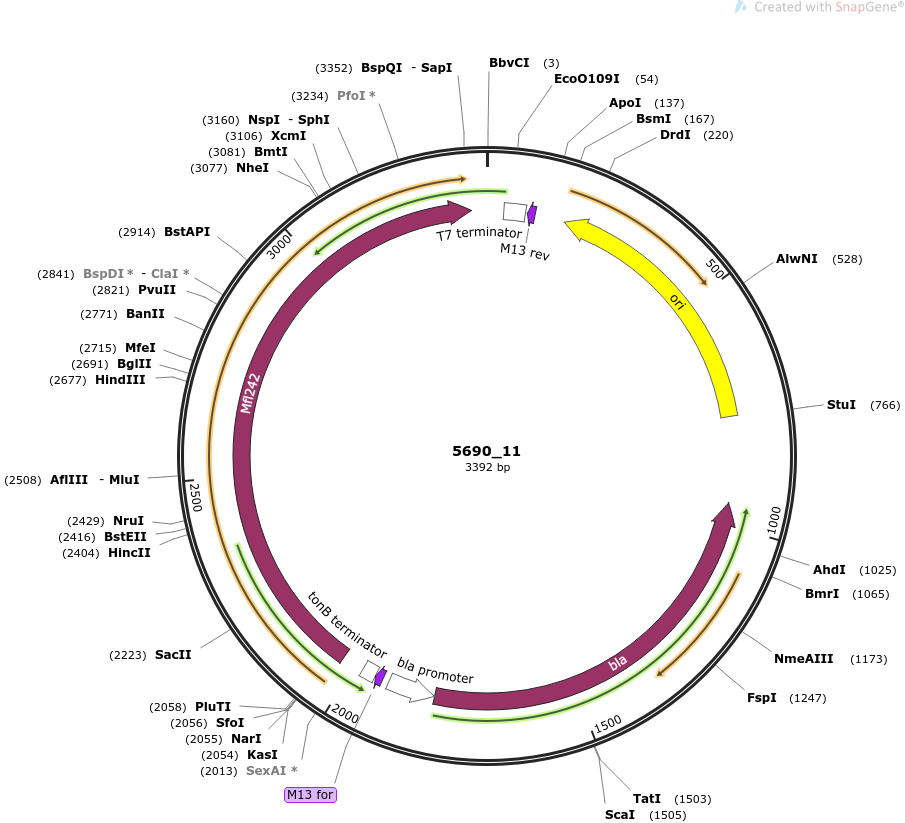 Created with SnapGene®
(3352) BspQI - SapI
BbvCI (3)
EcoO109I (54)
(3234) PfoI *
ApoI (137)
(3160) NspI - SphI
BsmI (167)
(3106) XcmI
DrdI (220)
(3081) BmtI
(3077) NheI
T7 terminator
M13 rev
(2914) BstAPI
3000
AlwNI (528)
500
(2841) BspDI * - ClaI *
(2821) PvuII
ori
(2771) BanII
(2715) MfeI
(2691) BglII
(2677) HindIII
Mfl242
StuI (766)
5690_11
3392 bp
(2508) AflIII - MluI
2500
(2429) NruI
1000
(2416) BstEII
(2404) HincII
AhdI (1025)
BmrI (1065)
tonB terminator
(2223) SacII
bla promoter
bla
NmeAIII (1173)
FspI (1247)
(2058) PluTI
2000
(2056) SfoI
1500
(2055) NarI
(2054) KasI
(2013) SexAI *
M13 for
TatI (1503)
ScaI (1505)